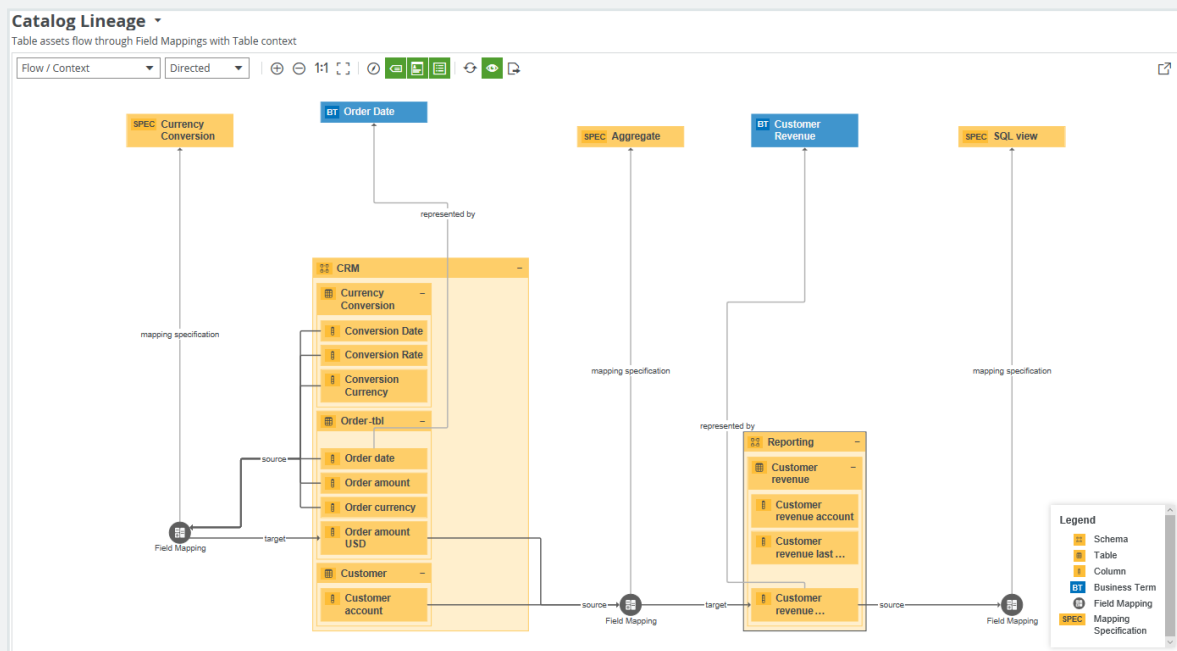 Catalog Lineage
Table assets flow through Field Mappings with Table context
Flow / Context
Directed
1:1
SPEC Currency
Conversion
BT Order Date
SPEC Aggregate
BT Customer
Revenue
SPEC SQL view
represented by
CRM
Currency
Conversion
Conversion Date
Conversion Rate
Conversion
Currency
mapping specification
mapping specification
mapping specification
Order-tbl
represented by
Order date
Order amount
Order currency
Order amount
USD
source
target
Field Mapping
Customer
Customer
account
source
Field Mapping
target
Reporting
Customer
revenue
Customer
revenue account
Customer
revenue last ...
Customer
revenue ...
source
Field Mapping
Legend
Schema
Table
Column
BT Business Term
Field Mapping
SPEC Mapping
Specification